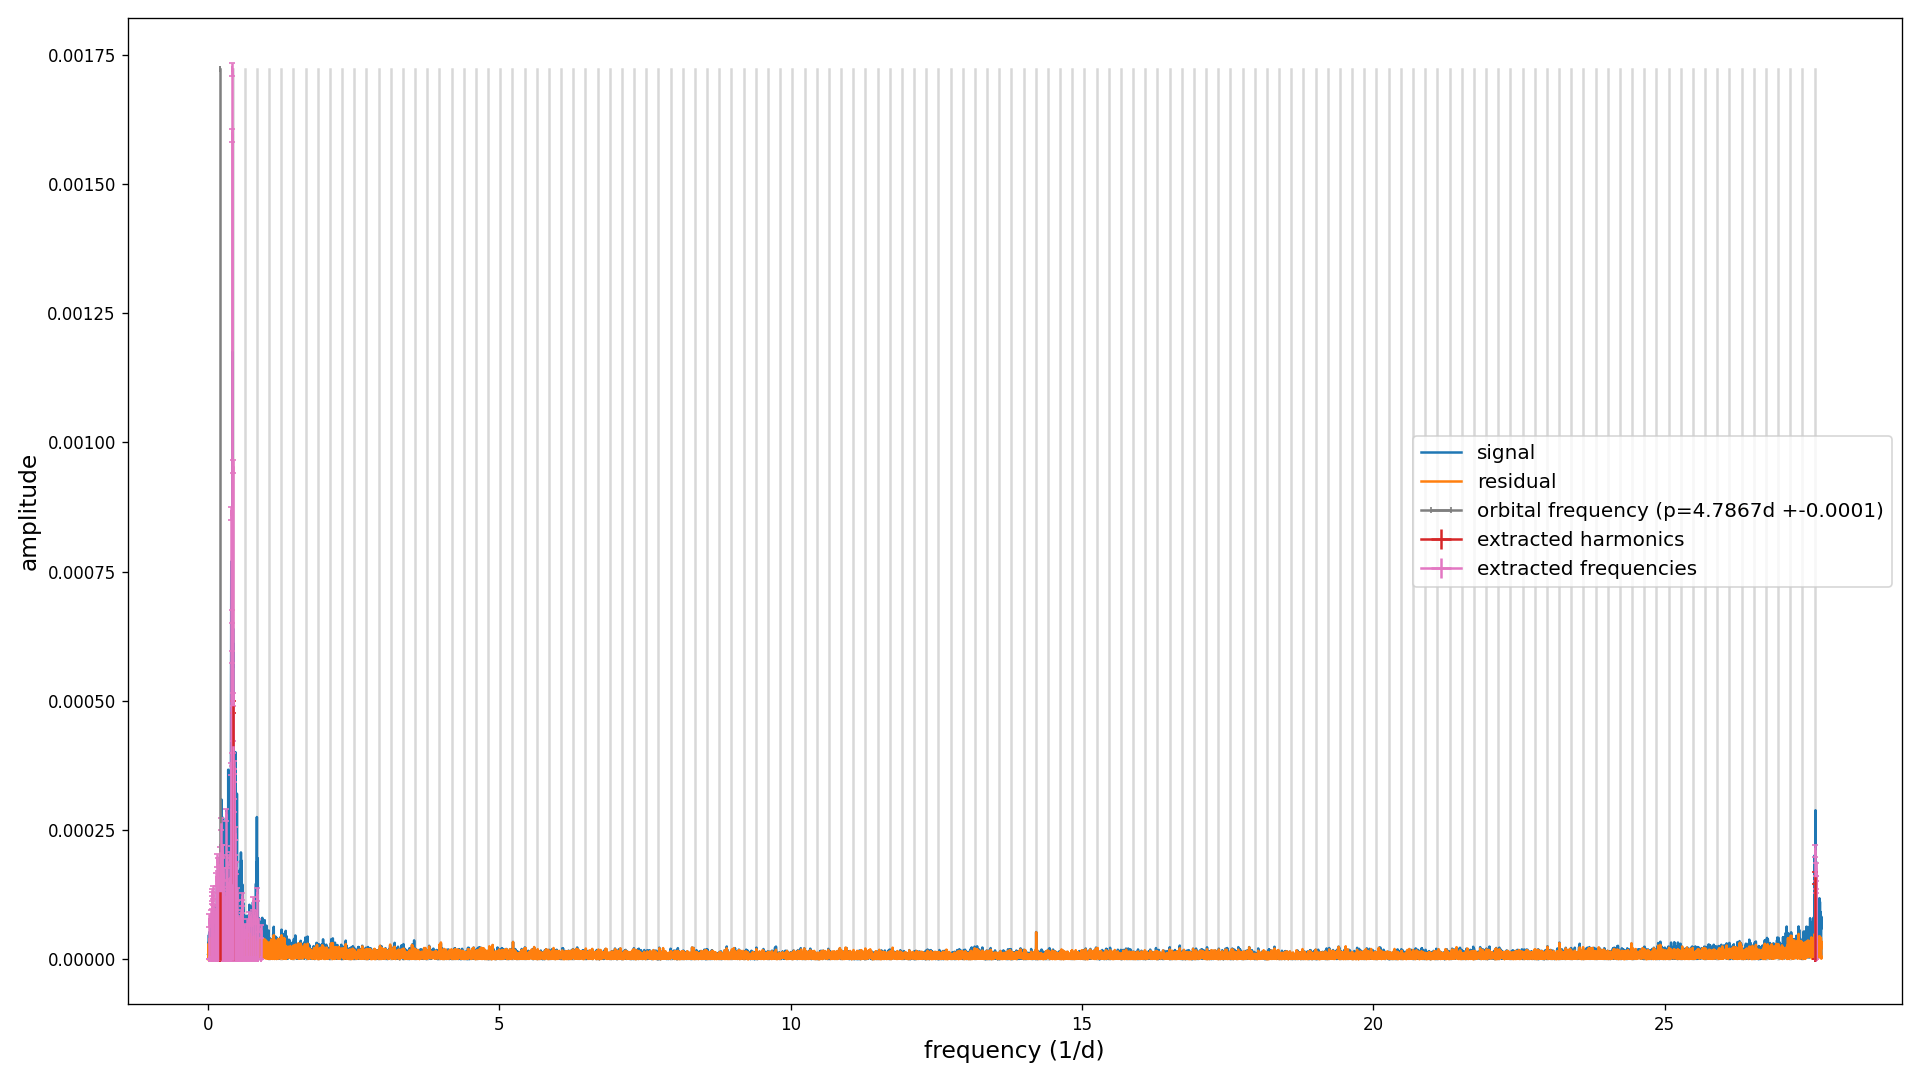 0.00175
0.00150
0.00125
0.00100
0.00075
0.00050
0.00025
0.00000
amplitude
signal
residual
orbital frequency (p=4.7867d +-0.0001)
extracted harmonics
extracted frequencies
0 5 10 15 20 25
frequency (1/d)